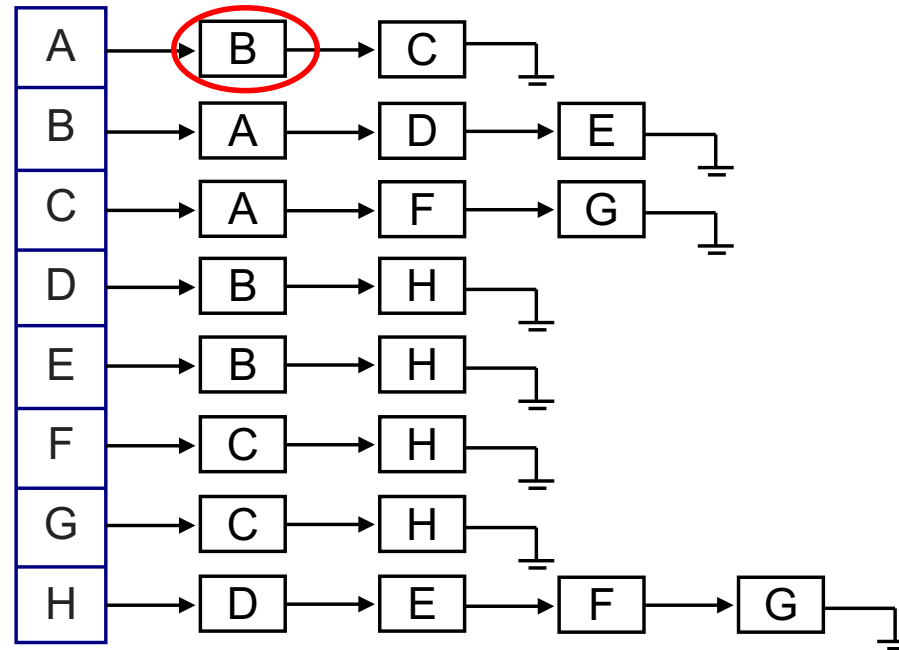 A B C
B A D E
C A F G
D B H
E B H
F C H
G C H
H D E F G